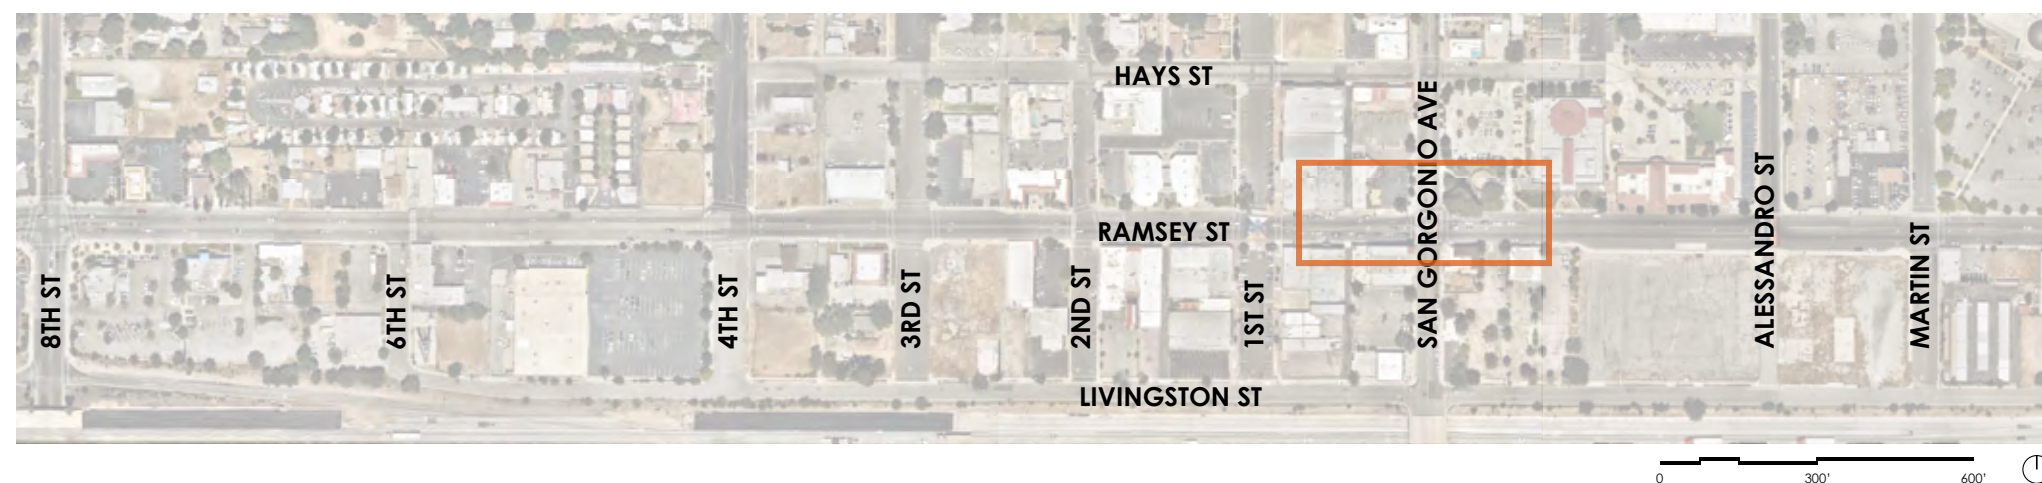 HAYS ST
RAMSEY ST
LIVINGSTON ST
8TH ST
6TH ST
4TH ST
3RD ST
2ND ST
1ST ST
SAN GORGONIO AVE
ALESSANDRO ST
MARTIN ST
0 300' 600'